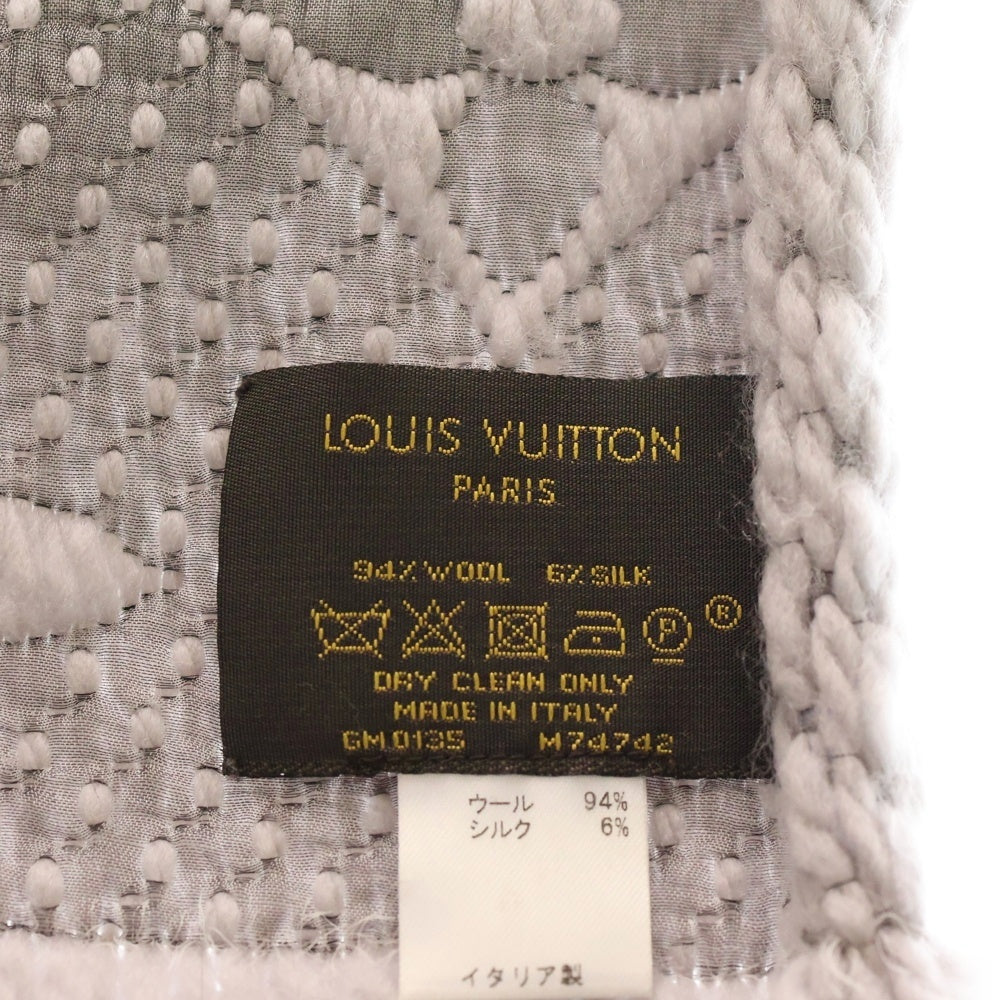 LOUIS VUITTON
PARIS
94% WOOL 6% SILK
P ®
DRY CLEAN ONLY
MADE IN ITALY
GM0135 M74742
ウール 94%
シルク 6%
イタリア製